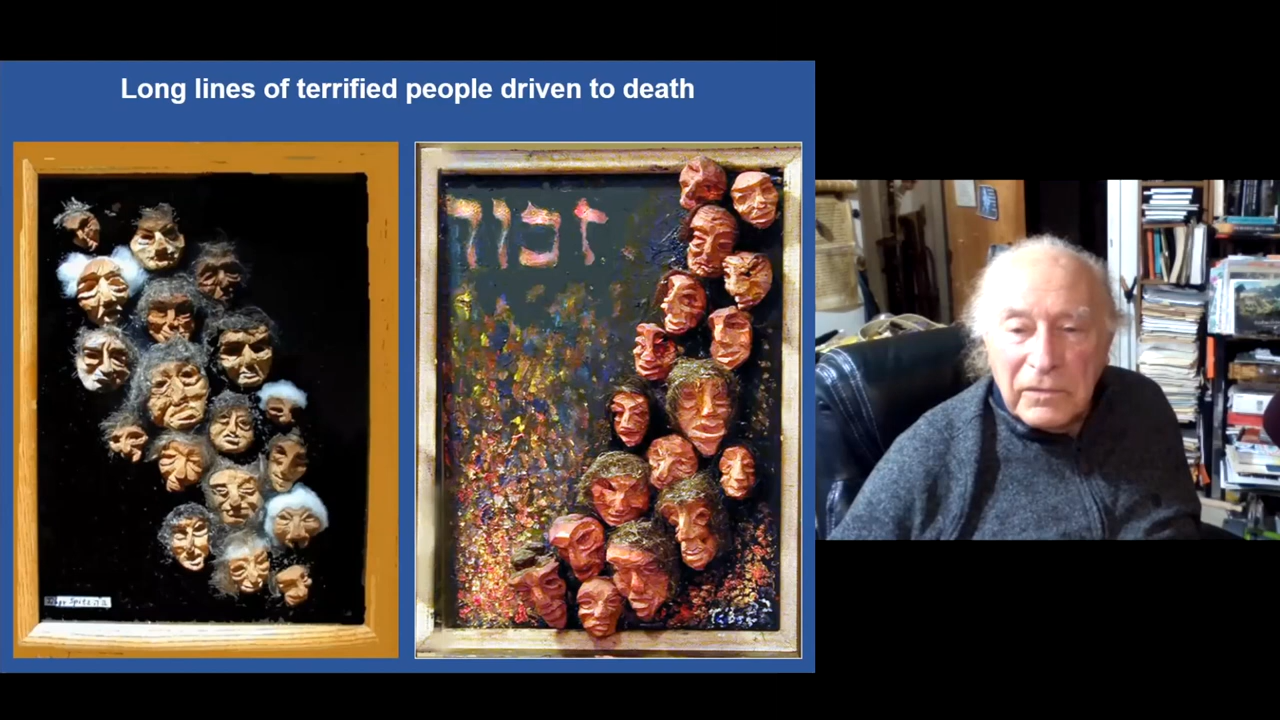 Long lines of terrified people driven to death
זכור